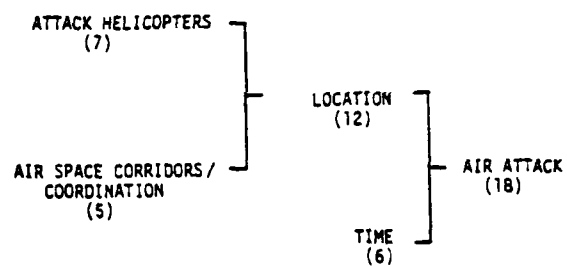 ATTACK HELICOPTERS
(7)
LOCATION
(12)
AIR SPACE CORRIDORS/
COORDINATION
(5)
AIR ATTACK
(18)
TIME
(6)